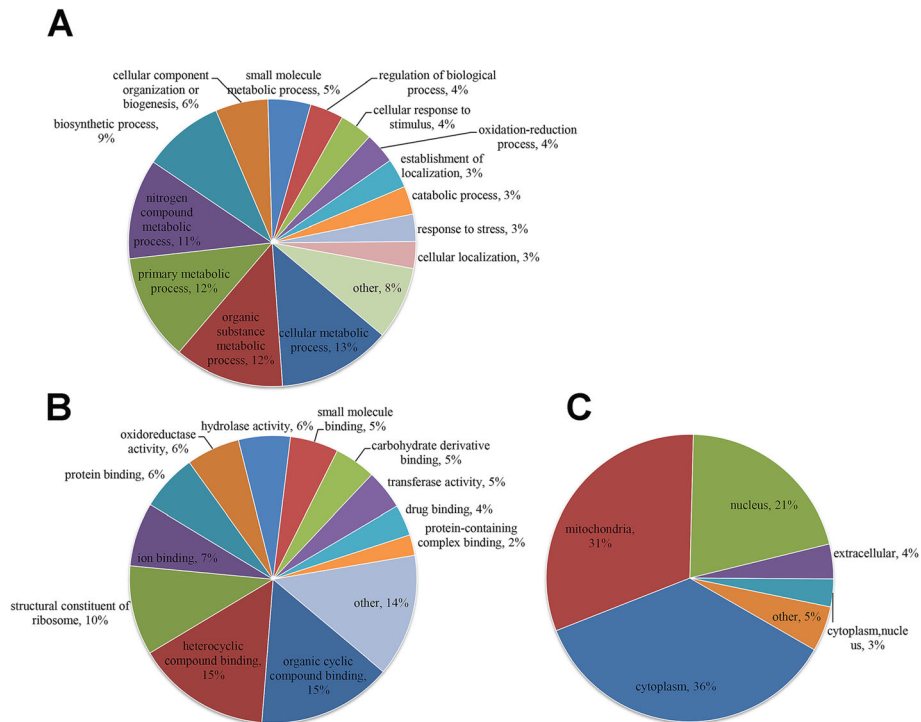 A
cellular component
organization or
biogenesis, 6%
small molecule
metabolic process, 5%
regulation of biological
process, 4%
cellular response to
stimulus, 4%
oxidation-reduction
process, 4%
biosynthetic process,
9%
establishment of
localization, 3%
catabolic process, 3%
nitrogen
compound
metabolic
process, 11%
response to stress, 3%
cellular localization, 3%
primary metabolic
process, 12%
other, 8%
organic
substance
metabolic
process, 12%
cellular metabolic
process, 13%
B
oxidoreductase
activity, 6%
hydrolase activity, 6%
small molecule
binding, 5%
carbohydrate derivative
binding, 5%
protein binding, 6%
transferase activity, 5%
drug binding, 4%
protein-containing
complex binding, 2%
ion binding, 7%
structural constituent of
ribosome, 10%
other, 14%
heterocyclic
compound binding,
15%
organic cyclic
compound binding,
15%
C
nucleus, 21%
mitochondria,
31%
extracellular, 4%
other, 5%
cytoplasm,nucle
us, 3%
cytoplasm, 36%